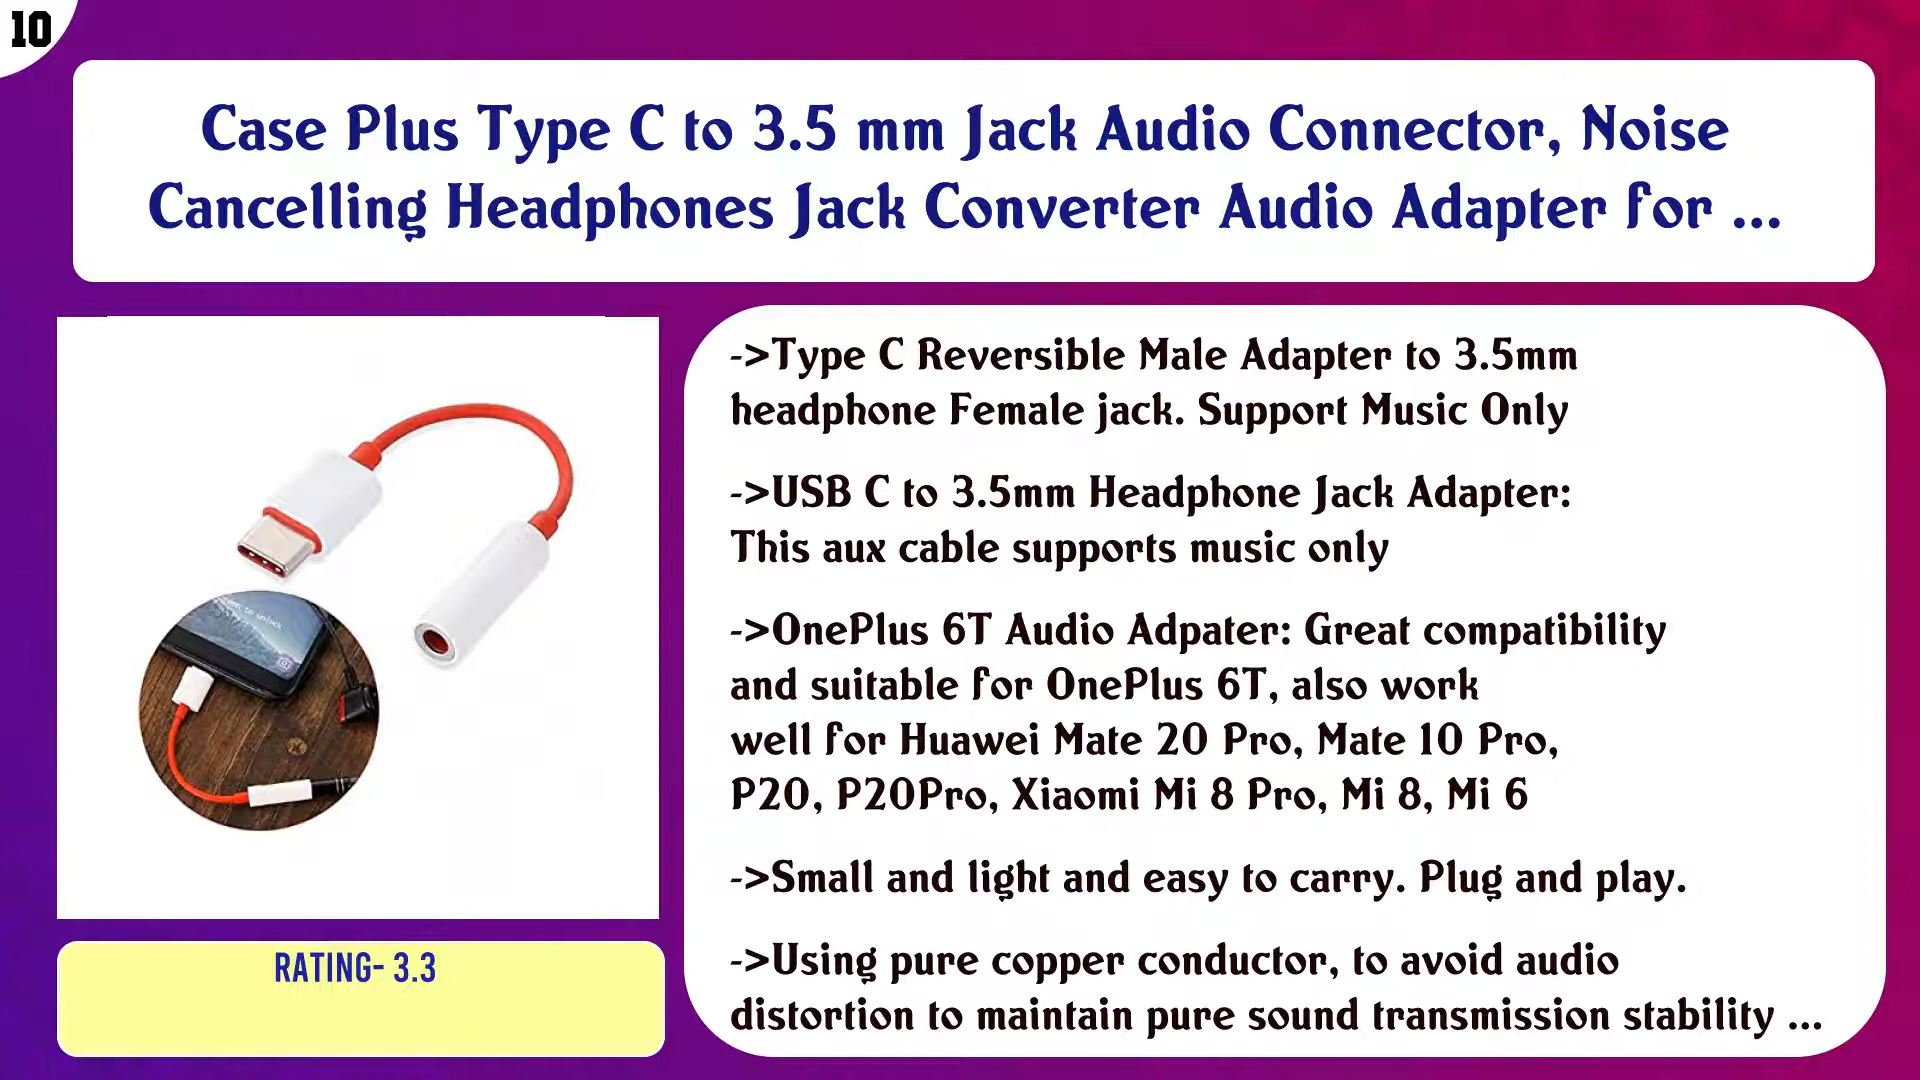 10
Case Plus Type C to 3.5 mm Jack Audio Connector, Noise
Cancelling Headphones Jack Converter Audio Adapter for ...
->Type C Reversible Male Adapter to 3.5mm
headphone Female jack. Support Music Only
->USB C to 3.5mm Headphone Jack Adapter:
This aux cable supports music only
->OnePlus 6T Audio Adpater: Great compatibility
and suitable for OnePlus 6T, also work
well for Huawei Mate 20 Pro, Mate 10 Pro,
P20, P20Pro, Xiaomi Mi 8 Pro, Mi 8, Mi 6
->Small and light and easy to carry. Plug and play.
->Using pure copper conductor, to avoid audio
distortion to maintain pure sound transmission stability ...
to unlock
RATING- 3.3